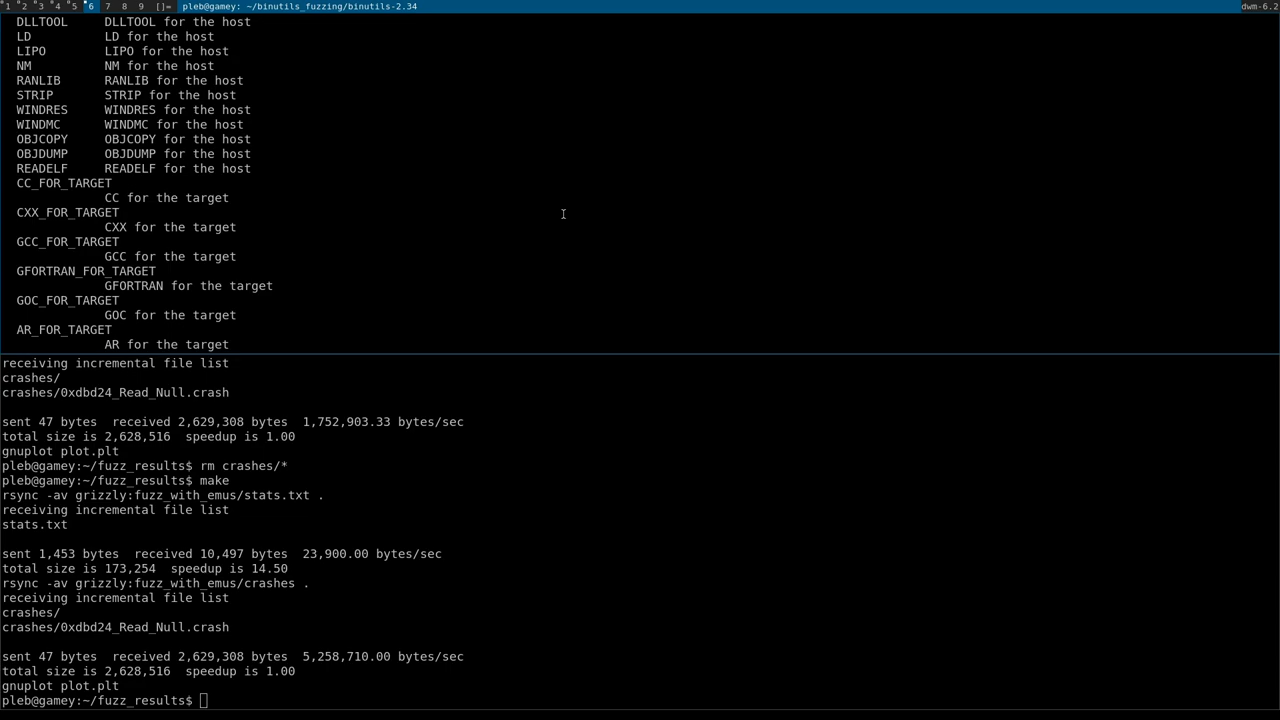 1 2 3 4 5 6 7 8 9 []= pleb@gamey: ~/binutils_fuzzing/binutils-2.34 dwm-6.2
DLLTOOL DLLTOOL for the host
LD LD for the host
LIPO LIPO for the host
NM NM for the host
RANLIB RANLIB for the host
STRIP STRIP for the host
WINDRES WINDRES for the host
WINDMC WINDMC for the host
OBJCOPY OBJCOPY for the host
OBJDUMP OBJDUMP for the host
READELF READELF for the host
CC_FOR_TARGET
CC for the target
CXX_FOR_TARGET
CXX for the target
GCC_FOR_TARGET
GCC for the target
GFORTRAN_FOR_TARGET
GFORTRAN for the target
GOC_FOR_TARGET
GOC for the target
AR_FOR_TARGET
AR for the target
receiving incremental file list
crashes/
crashes/0xdbd24_Read_Null.crash
sent 47 bytes  received 2,629,308 bytes  1,752,903.33 bytes/sec
total size is 2,628,516  speedup is 1.00
gnuplot plot.plt
pleb@gamey:~/fuzz_results$ rm crashes/*
pleb@gamey:~/fuzz_results$ make
rsync -av grizzly:fuzz_with_emus/stats.txt .
receiving incremental file list
stats.txt
sent 1,453 bytes  received 10,497 bytes  23,900.00 bytes/sec
total size is 173,254  speedup is 14.50
rsync -av grizzly:fuzz_with_emus/crashes .
receiving incremental file list
crashes/
crashes/0xdbd24_Read_Null.crash
sent 47 bytes  received 2,629,308 bytes  5,258,710.00 bytes/sec
total size is 2,628,516  speedup is 1.00
gnuplot plot.plt
pleb@gamey:~/fuzz_results$